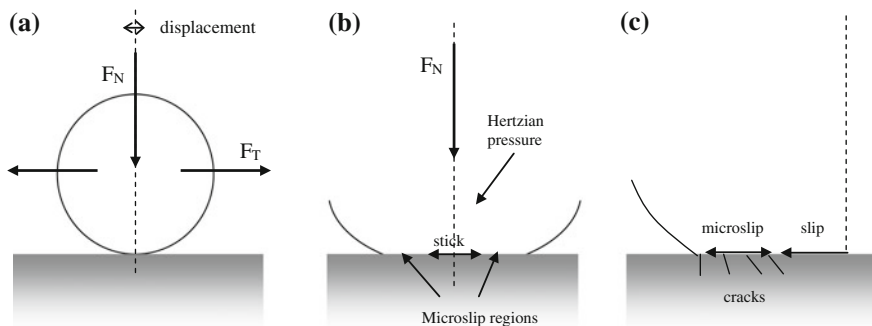 (a)
displacement
F_N
F_T
(b)
F_N
Hertzian
pressure
stick
Microslip regions
(c)
microslip
slip
cracks